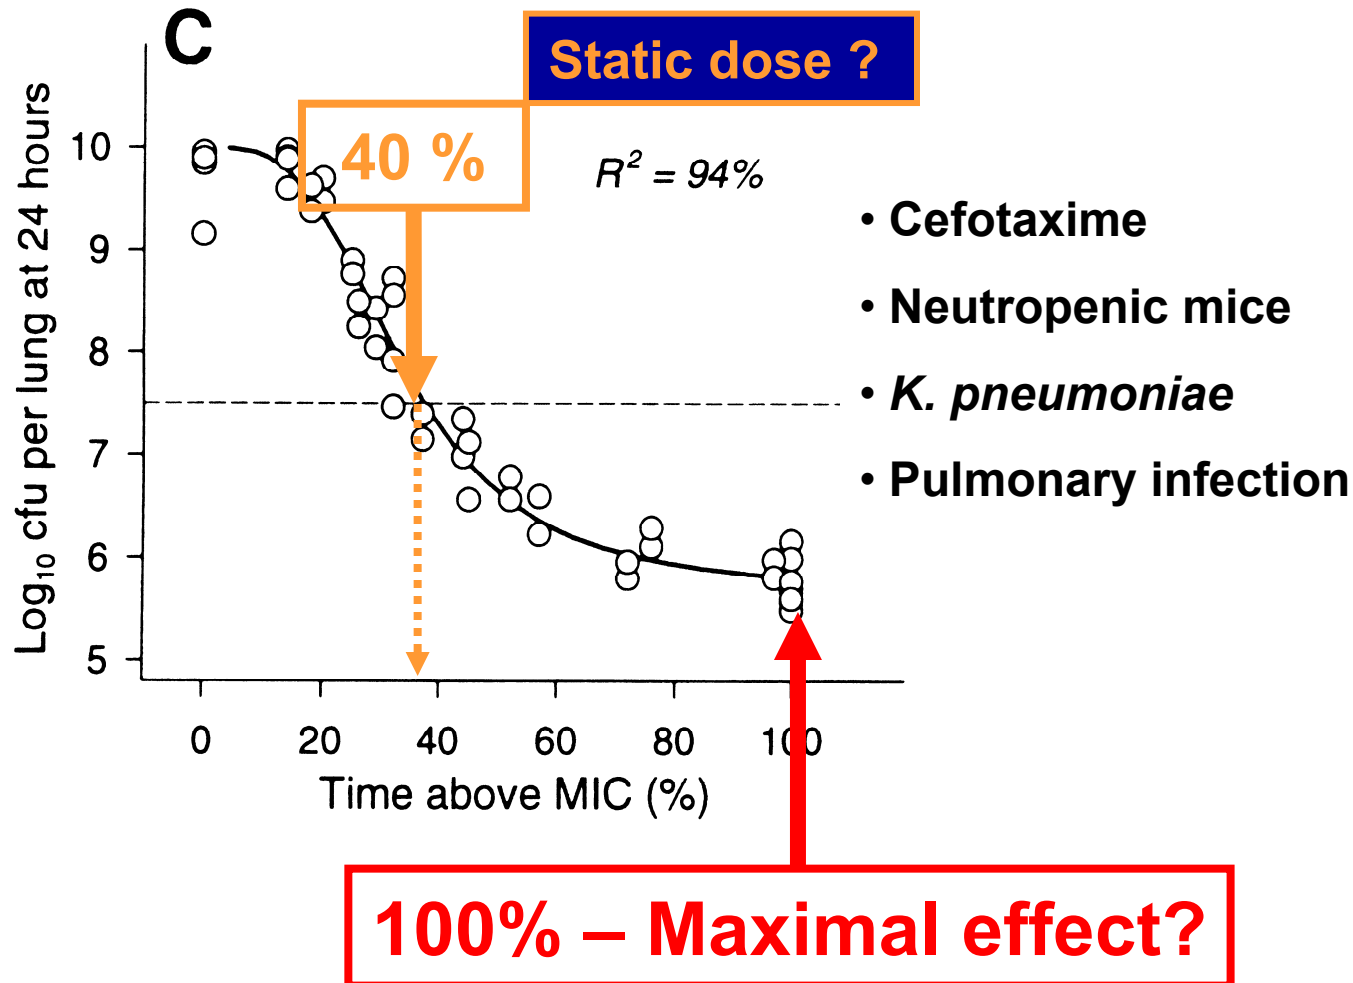 C
Static dose ?
40 %
R² = 94%
Log₁₀ cfu per lung at 24 hours
10
9
8
7
6
5
0 20 40 60 80 100
Time above MIC (%)
• Cefotaxime
• Neutropenic mice
• K. pneumoniae
• Pulmonary infection
100% – Maximal effect?